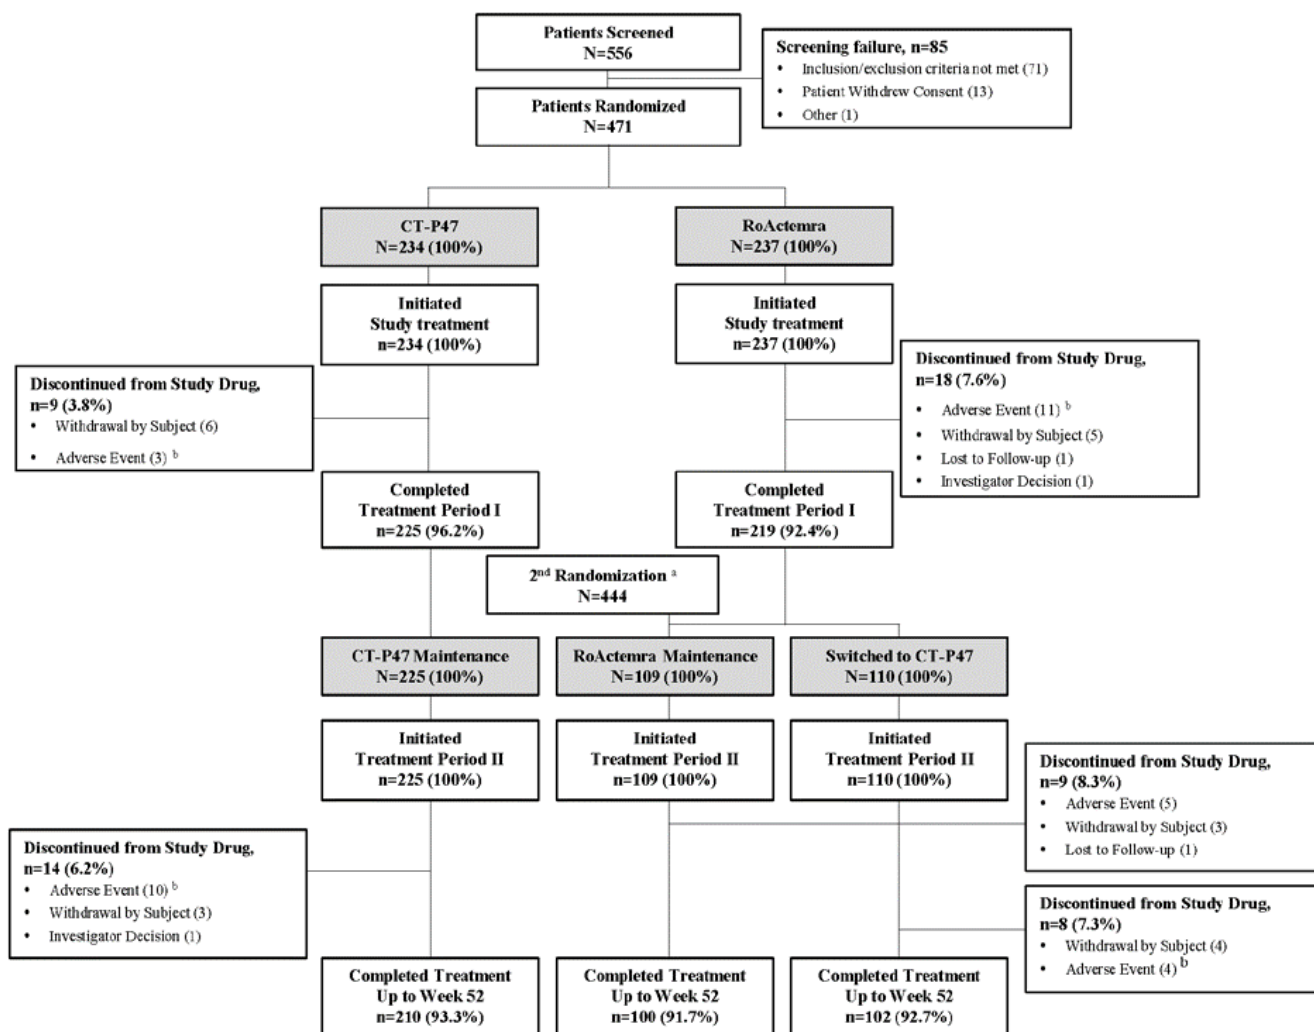 Patients Screened
N=556
Screening failure, n=85
• Inclusion/exclusion criteria not met (71)
• Patient Withdrew Consent (13)
• Other (1)
Patients Randomized
N=471
CT-P47
N=234 (100%)
RoActemra
N=237 (100%)
Initiated
Study treatment
n=234 (100%)
Initiated
Study treatment
n=237 (100%)
Discontinued from Study Drug,
n=9 (3.8%)
• Withdrawal by Subject (6)
• Adverse Event (3) b
Discontinued from Study Drug,
n=18 (7.6%)
• Adverse Event (11) b
• Withdrawal by Subject (5)
• Lost to Follow-up (1)
• Investigator Decision (1)
Completed
Treatment Period I
n=225 (96.2%)
Completed
Treatment Period I
n=219 (92.4%)
2nd Randomization a
N=444
CT-P47 Maintenance
N=225 (100%)
RoActemra Maintenance
N=109 (100%)
Switched to CT-P47
N=110 (100%)
Initiated
Treatment Period II
n=225 (100%)
Initiated
Treatment Period II
n=109 (100%)
Initiated
Treatment Period II
n=110 (100%)
Discontinued from Study Drug,
n=9 (8.3%)
• Adverse Event (5)
• Withdrawal by Subject (3)
• Lost to Follow-up (1)
Discontinued from Study Drug,
n=14 (6.2%)
• Adverse Event (10) b
• Withdrawal by Subject (3)
• Investigator Decision (1)
Discontinued from Study Drug,
n=8 (7.3%)
• Withdrawal by Subject (4)
• Adverse Event (4) b
Completed Treatment
Up to Week 52
n=210 (93.3%)
Completed Treatment
Up to Week 52
n=100 (91.7%)
Completed Treatment
Up to Week 52
n=102 (92.7%)